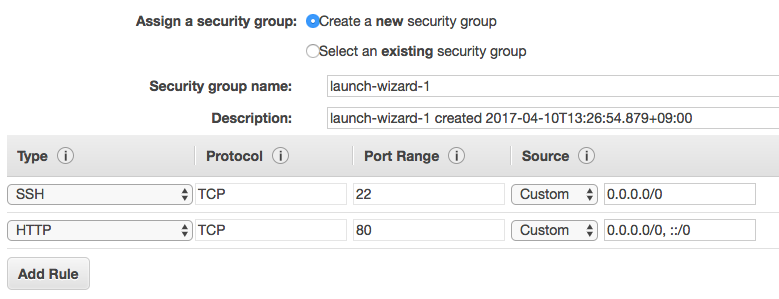 Assign a security group: Create a new security group
Select an existing security group
Security group name: launch-wizard-1
Description: launch-wizard-1 created 2017-04-10T13:26:54.879+09:00
Type i Protocol i Port Range i Source i
SSH TCP 22 Custom 0.0.0.0/0
HTTP TCP 80 Custom 0.0.0.0/0, ::/0
Add Rule